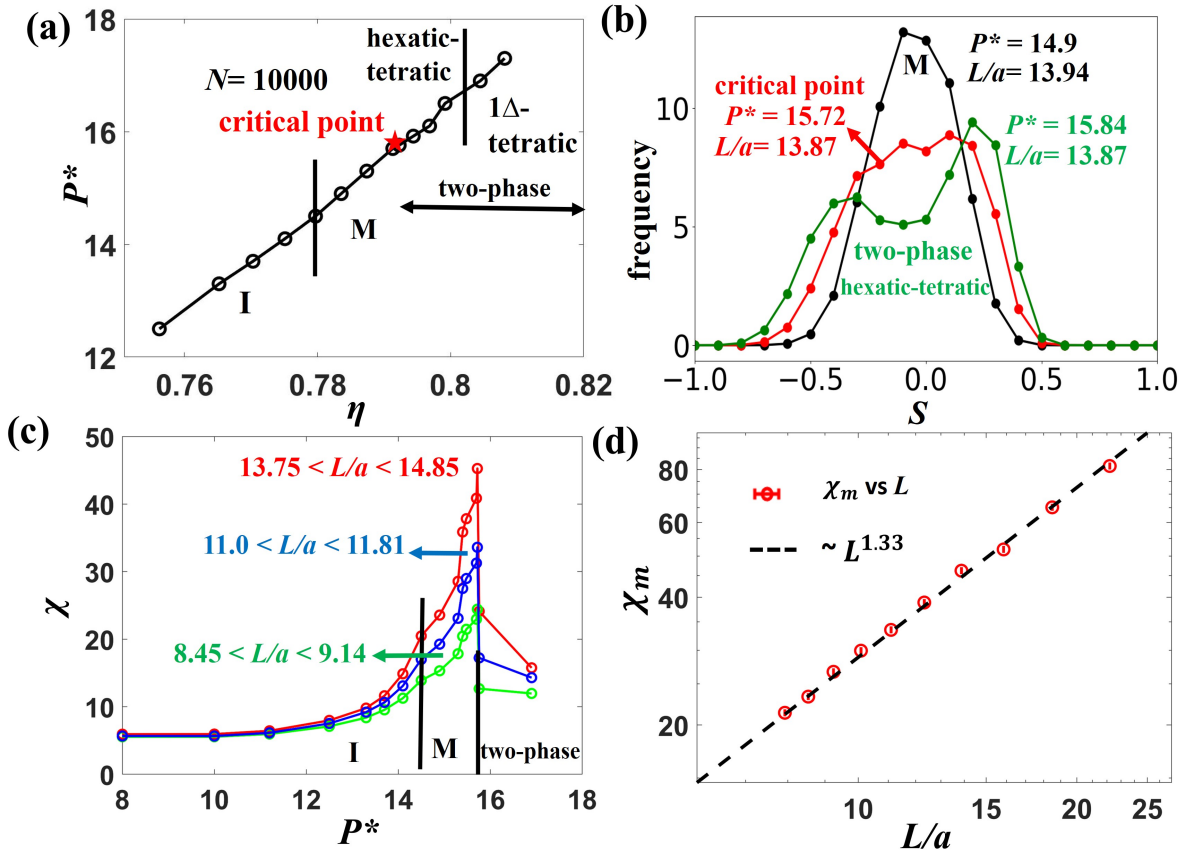 (a)
18
16
14
12
P*
N= 10000
hexatic-
tetratic
critical point
1Δ-
tetratic
two-phase
M
I
0.76
0.78
0.8
0.82
η
(b)
10
5
0
frequency
M
P* = 14.9
L/a= 13.94
critical point
P* = 15.72
L/a= 13.87
P* = 15.84
L/a= 13.87
two-phase
hexatic-tetratic
−1.0
−0.5
0.0
0.5
1.0
S
(c)
50
40
30
20
10
0
χ
13.75 < L/a < 14.85
11.0 < L/a < 11.81
8.45 < L/a < 9.14
I
M
two-phase
8
10
12
14
16
18
P*
(d)
80
60
40
20
χm
χm vs L
~ L^1.33
10
15
20
25
L/a